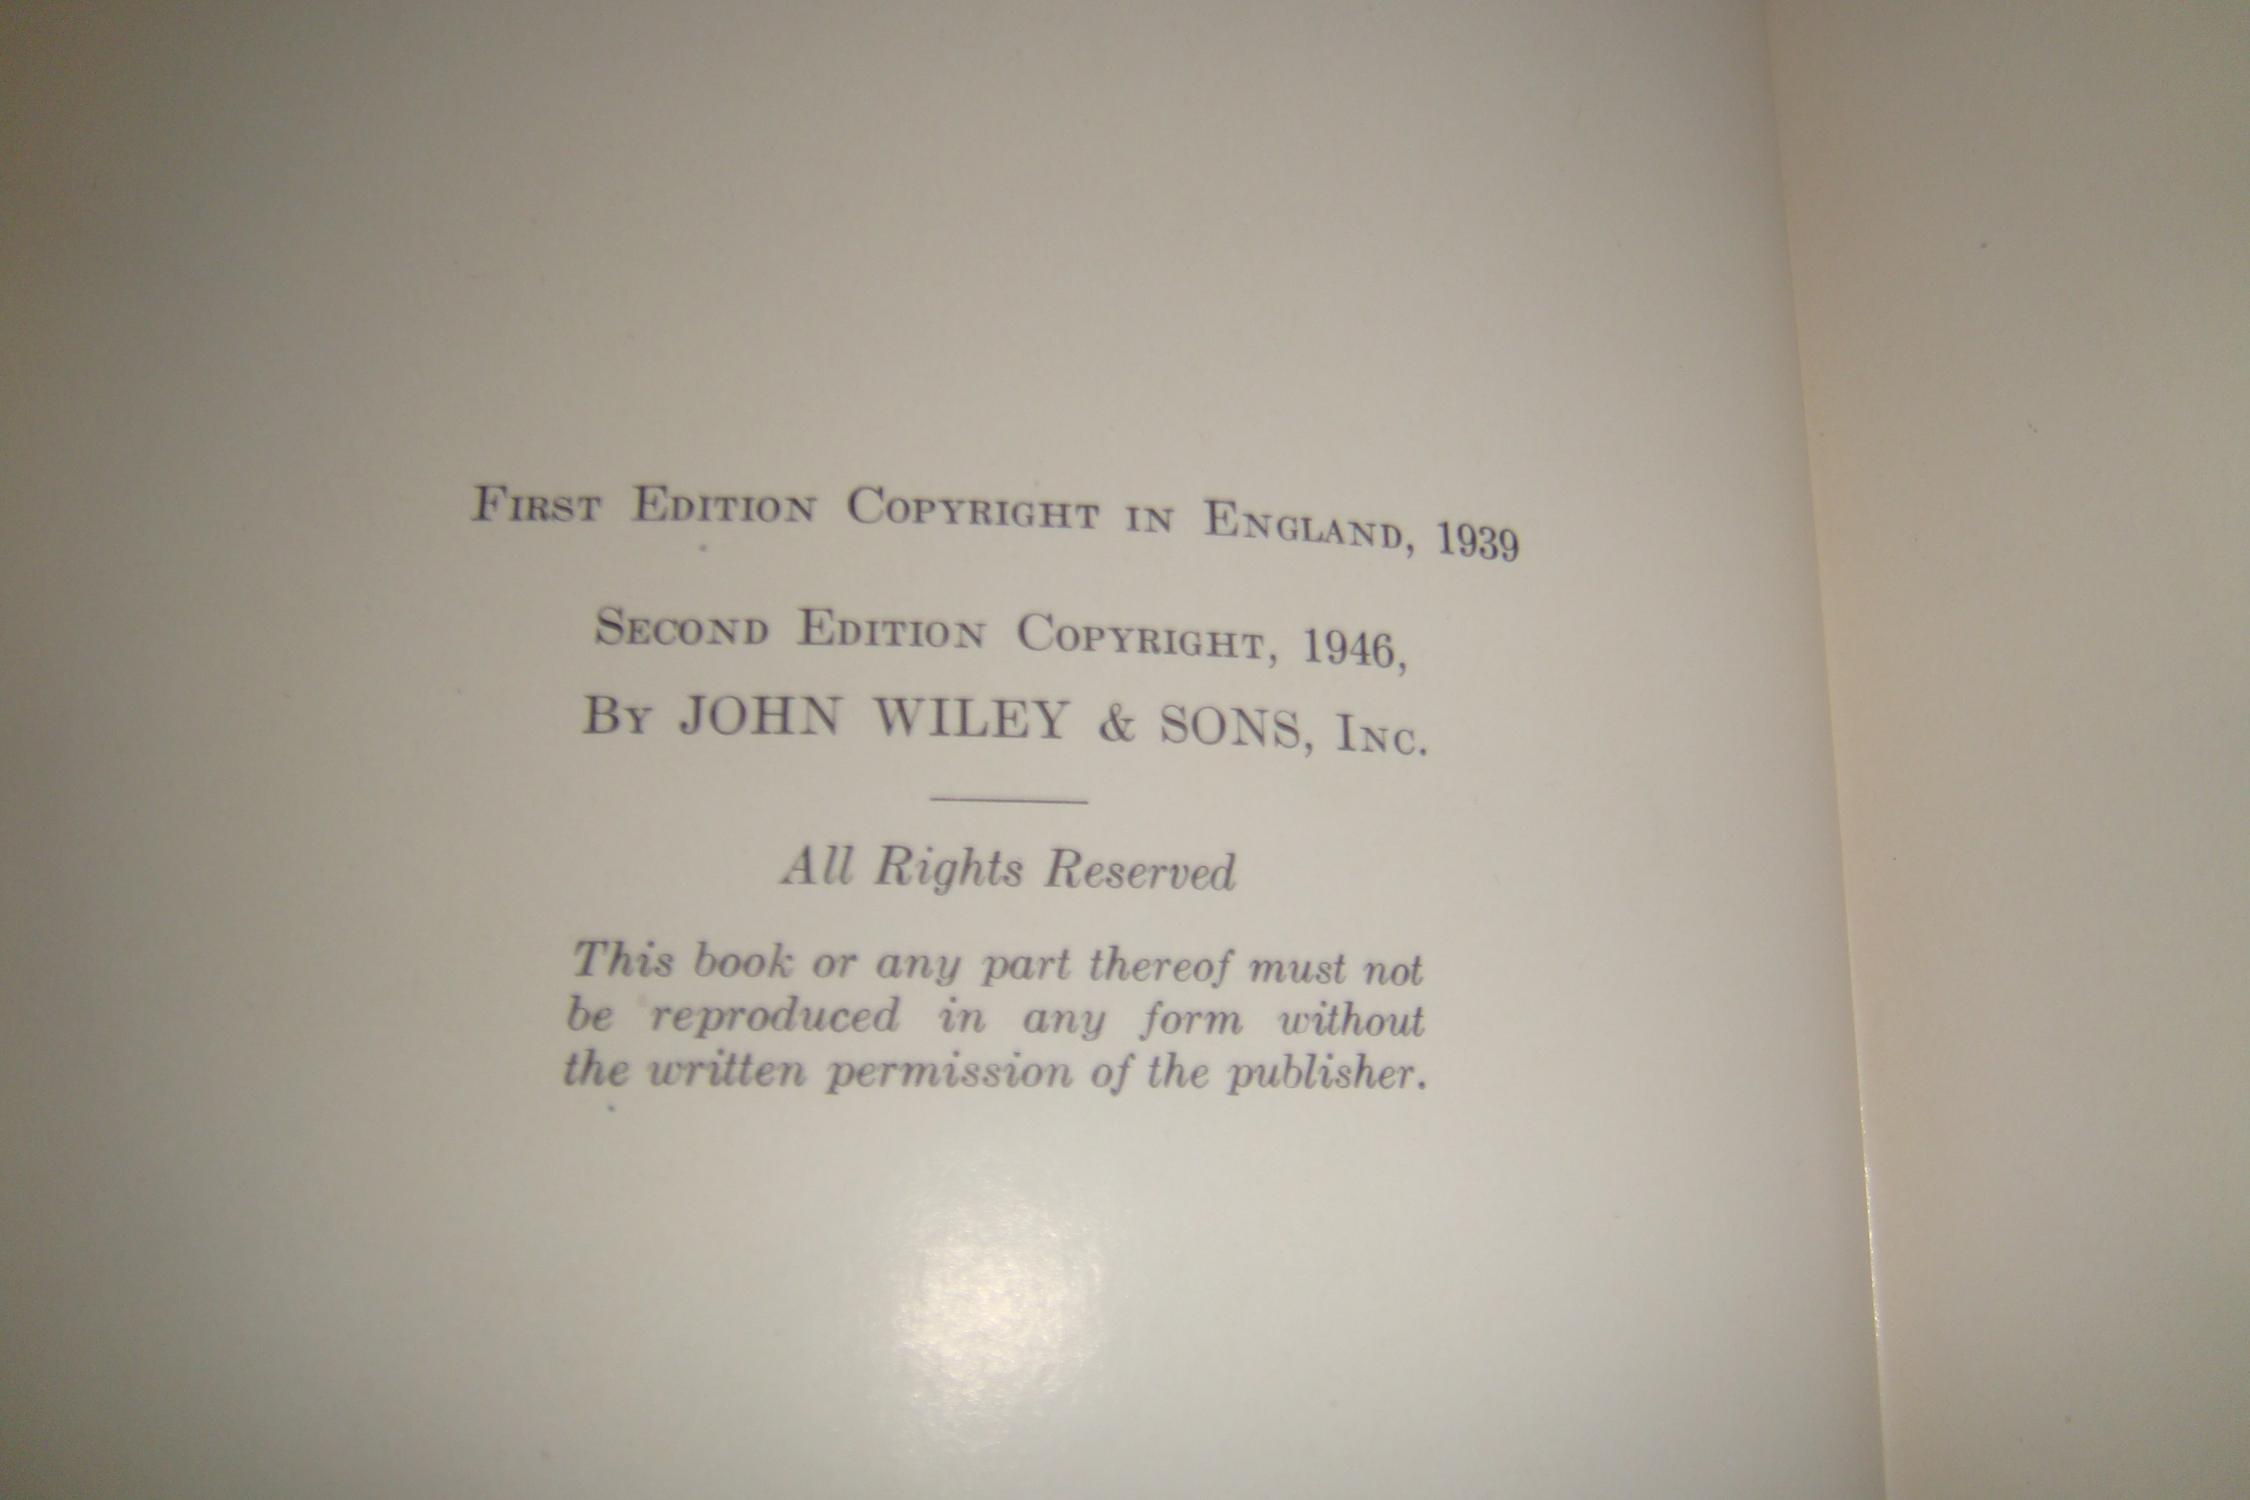 First Edition Copyright in England, 1939
Second Edition Copyright, 1946,
By JOHN WILEY & SONS, Inc.
All Rights Reserved
This book or any part thereof must not
be reproduced in any form without
the written permission of the publisher.